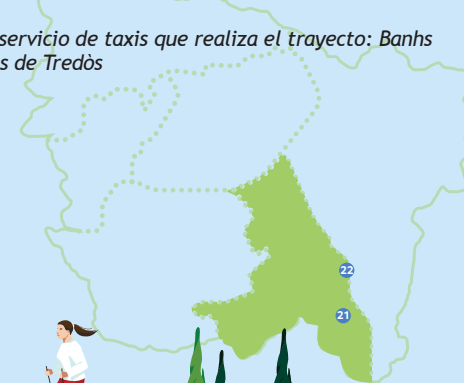 servicio de taxis que realiza el trayecto: Banhs
s de Tredòs
22
21